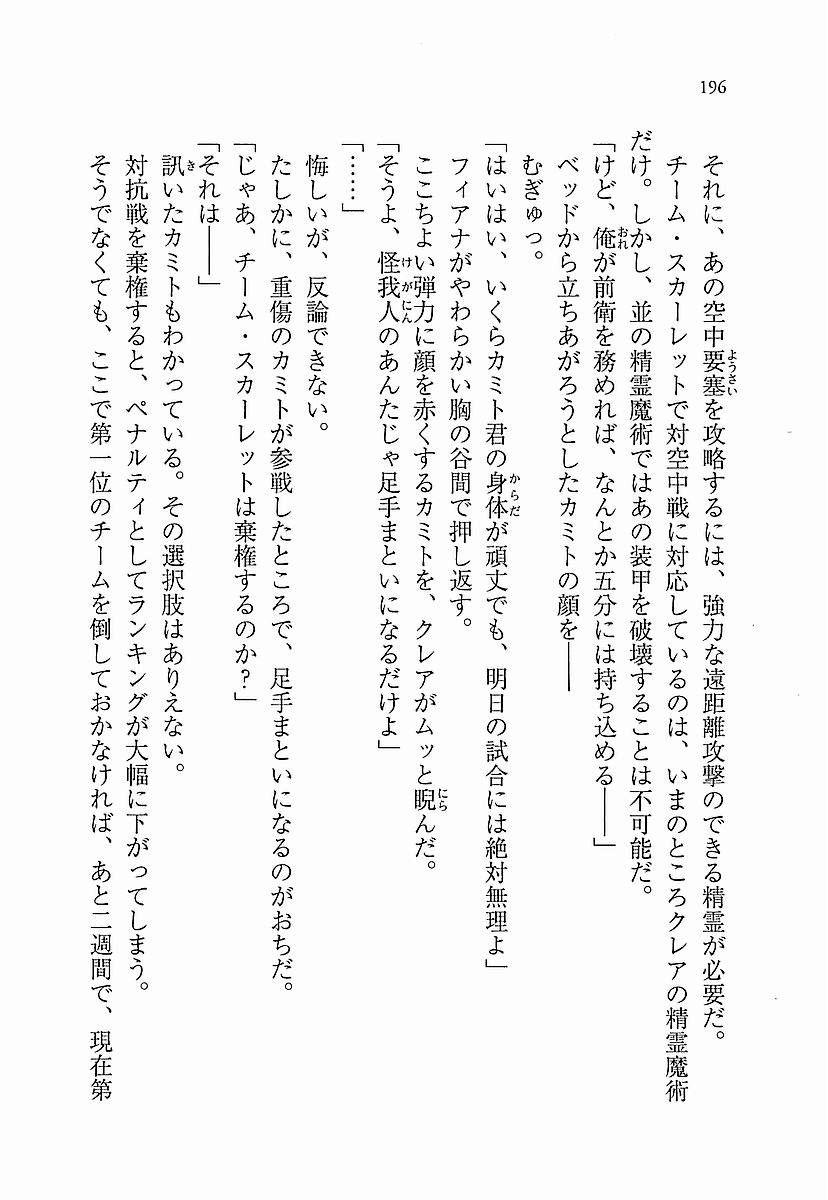 196
それに、あの空中要塞を攻略するには、強力な遠距離攻撃のできる精霊が必要だ。
チーム・スカーレットで対空中戦に対応しているのは、いまのところクレアの精霊魔術
だけ。しかし、並の精霊魔術ではあの装甲を破壊することは不可能だ。
「けど、俺が前衛を務めれば、なんとか五分には持ち込める――」
ベッドから立ちあがろうとしたカミトの顔を――
むぎゅっ。
「はいはい、いくらカミト君の身体が頑丈でも、明日の試合には絶対無理よ」
フィアナがやわらかい胸の谷間で押し返す。
ここちよい弾力に顔を赤くするカミトを、クレアがムッと睨んだ。
「そうよ、怪我人のあんたじゃ足手まといになるだけよ」
「……」
悔しいが、反論できない。
たしかに、重傷のカミトが参戦したところで、足手まといになるのがおちだ。
「じゃあ、チーム・スカーレットは棄権するのか?」
「それは――」
訊いたカミトもわかっている。その選択肢はありえない。
対抗戦を棄権すると、ペナルティとしてランキングが大幅に下がってしまう。
そうでなくても、ここで第一位のチームを倒しておかなければ、あと二週間で、現在第